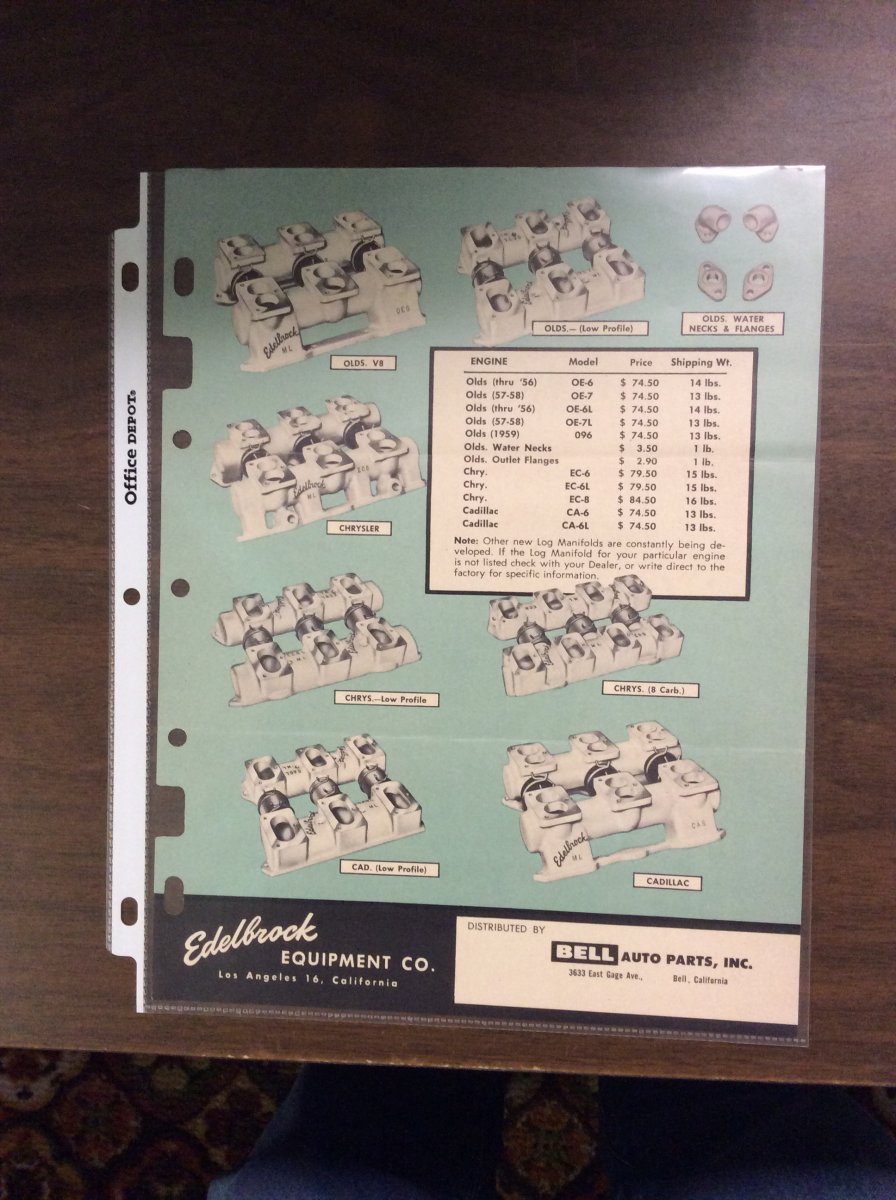 Office DEPOT®
Edelbrock
ML
OLDS. V8
OLDS.—(Low Profile)
OLDS. WATER
NECKS & FLANGES
ENGINE Model Price Shipping Wt.
Olds (thru '56) OE-6 $ 74.50 14 lbs.
Olds (57-58) OE-7 $ 74.50 13 lbs.
Olds (thru '56) OE-6L $ 74.50 14 lbs.
Olds (57-58) OE-7L $ 74.50 13 lbs.
Olds (1959) 096 $ 74.50 13 lbs.
Olds. Water Necks $ 3.50 1 lb.
Olds. Outlet Flanges $ 2.90 1 lb.
Chry. EC-6 $ 79.50 15 lbs.
Chry. EC-6L $ 79.50 15 lbs.
Chry. EC-8 $ 84.50 16 lbs.
Cadillac CA-6 $ 74.50 13 lbs.
Cadillac CA-6L $ 74.50 13 lbs.
Note: Other new Log Manifolds are constantly being de-
veloped. If the Log Manifold for your particular engine
is not listed check with your Dealer, or write direct to the
factory for specific information.
Edelbrock
ML
CHRYSLER
CHRYS.—Low Profile
CHRYS. (8 Carb.)
CAD. (Low Profile)
Edelbrock
ML
CADILLAC
Edelbrock
EQUIPMENT CO.
Los Angeles 16, California
DISTRIBUTED BY
BELL AUTO PARTS, INC.
3633 East Gage Ave., Bell, California